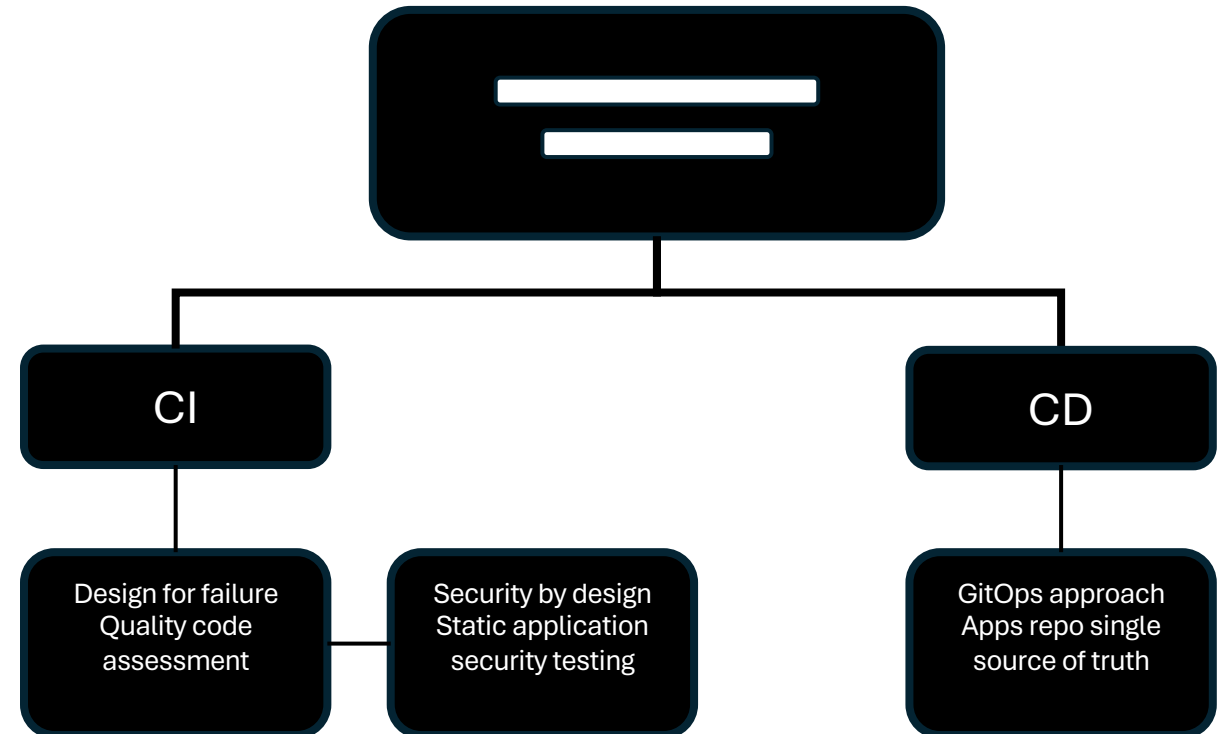 CI
CD
Design for failure
Quality code
assessment
Security by design
Static application
security testing
GitOps approach
Apps repo single
source of truth